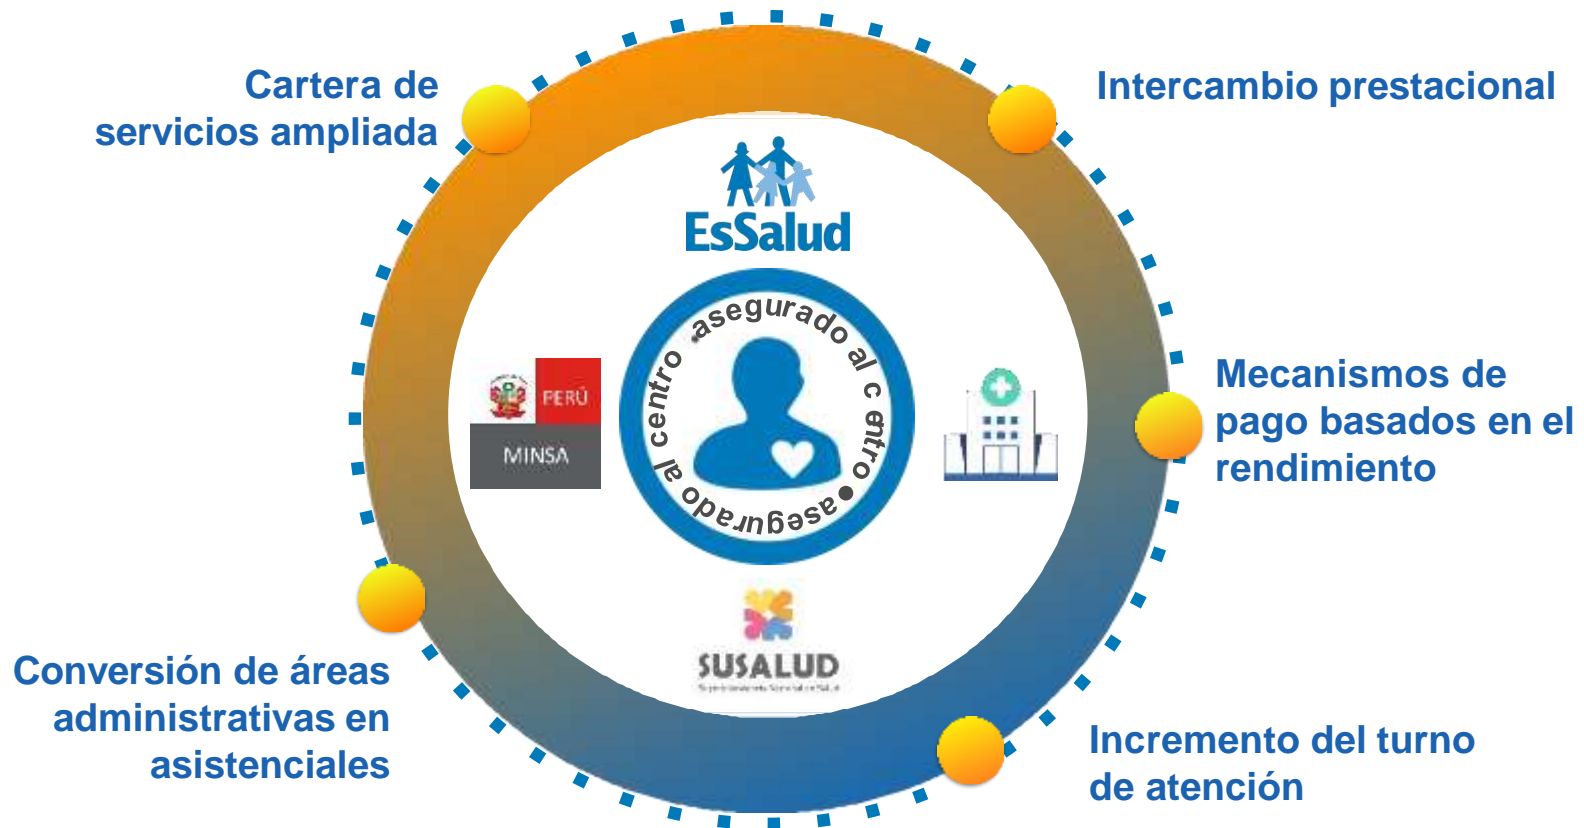 Cartera de
servicios ampliada
Intercambio prestacional
EsSalud
asegurado al centro • asegurado al centro •
PERÚ
MINSA
Mecanismos de
pago basados en el
rendimiento
SUSALUD
Conversión de áreas
administrativas en
asistenciales
Incremento del turno
de atención